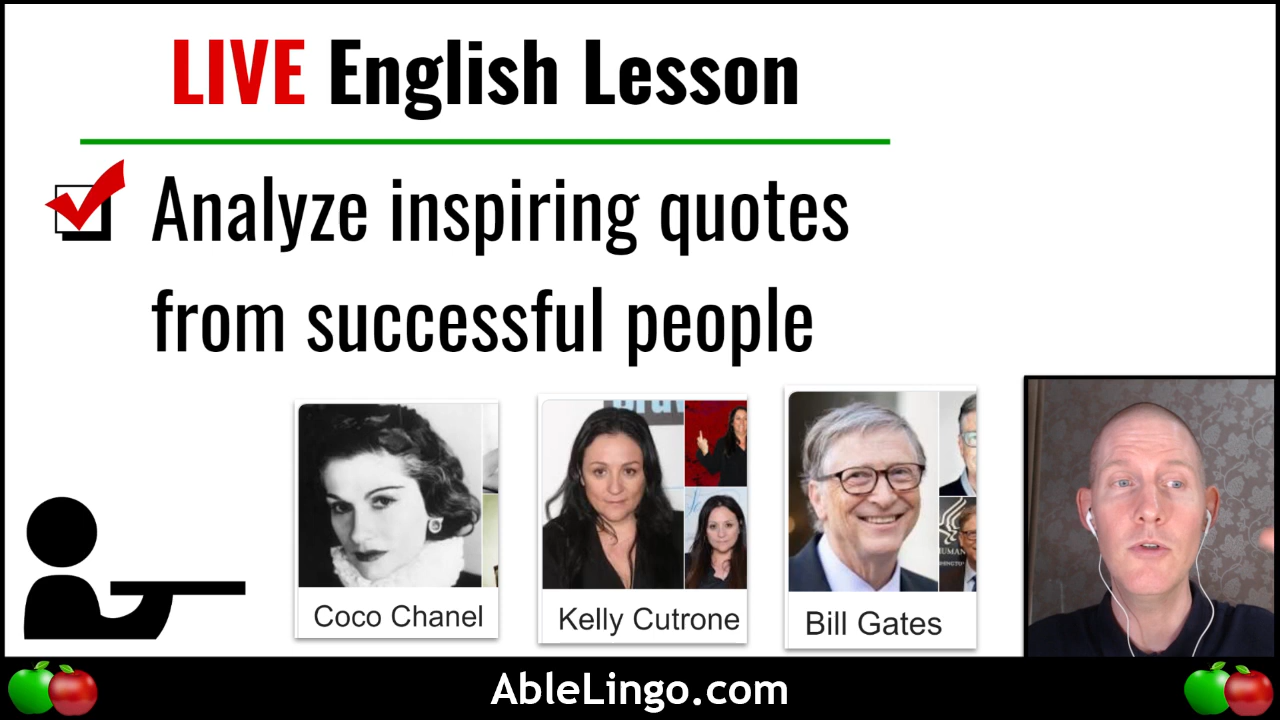 LIVE English Lesson
Analyze inspiring quotes
from successful people
Coco Chanel
Kelly Cutrone
Bill Gates
AbleLingo.com